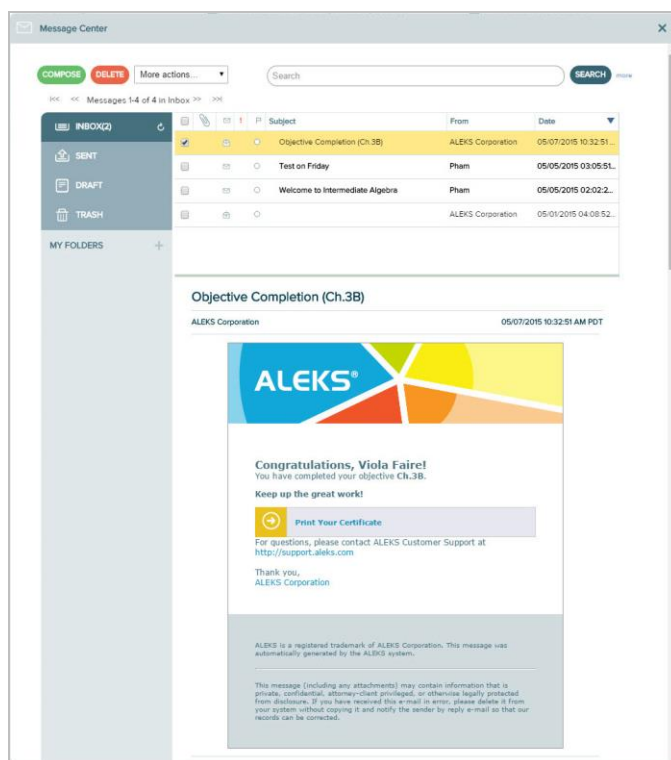 Message Center
COMPOSE DELETE More actions... Search SEARCH more
Messages 1-4 of 4 in Inbox
INBOX(2)
SENT
DRAFT
TRASH
MY FOLDERS
Subject From Date
Objective Completion (Ch.3B) ALEKS Corporation 05/07/2015 10:32:51 ...
Test on Friday Pham 05/05/2015 03:05:51...
Welcome to Intermediate Algebra Pham 05/05/2015 02:02:2...
ALEKS Corporation 05/01/2015 04:08:52...
Objective Completion (Ch.3B)
ALEKS Corporation 05/07/2015 10:32:51 AM PDT
ALEKS®
Congratulations, Viola Faire!
You have completed your objective Ch.3B.
Keep up the great work!
Print Your Certificate
For questions, please contact ALEKS Customer Support at
http://support.aleks.com
Thank you,
ALEKS Corporation
ALEKS is a registered trademark of ALEKS Corporation. This message was
automatically generated by the ALEKS system.
This message (including any attachments) may contain information that is
private, confidential, attorney-client privileged, or otherwise legally protected
from disclosure. If you have received this e-mail in error, please delete it from
your system without copying it and notify the sender by reply e-mail so that our
records can be corrected.